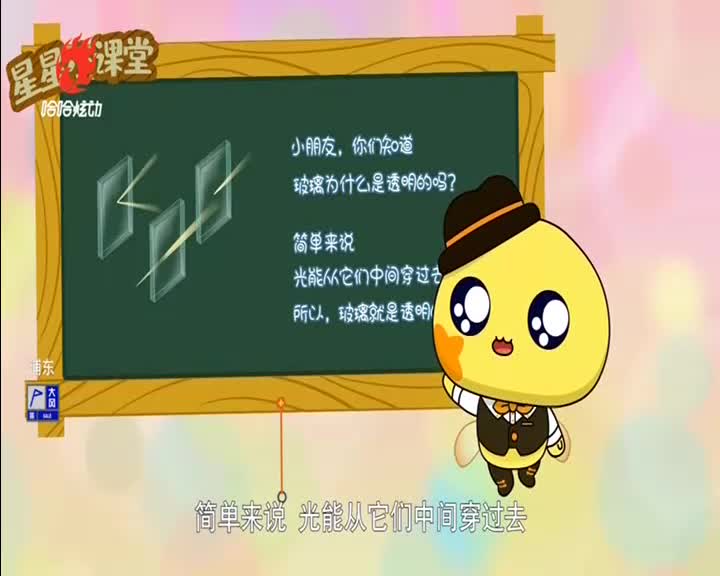 星星 课堂
哈哈炫动
小朋友，你们知道
玻璃为什么是透明的吗？
简单来说
光能从它们中间穿过去
所以，玻璃就是透明
浦东
大风
蓝
SALE
简单来说 光能从它们中间穿过去